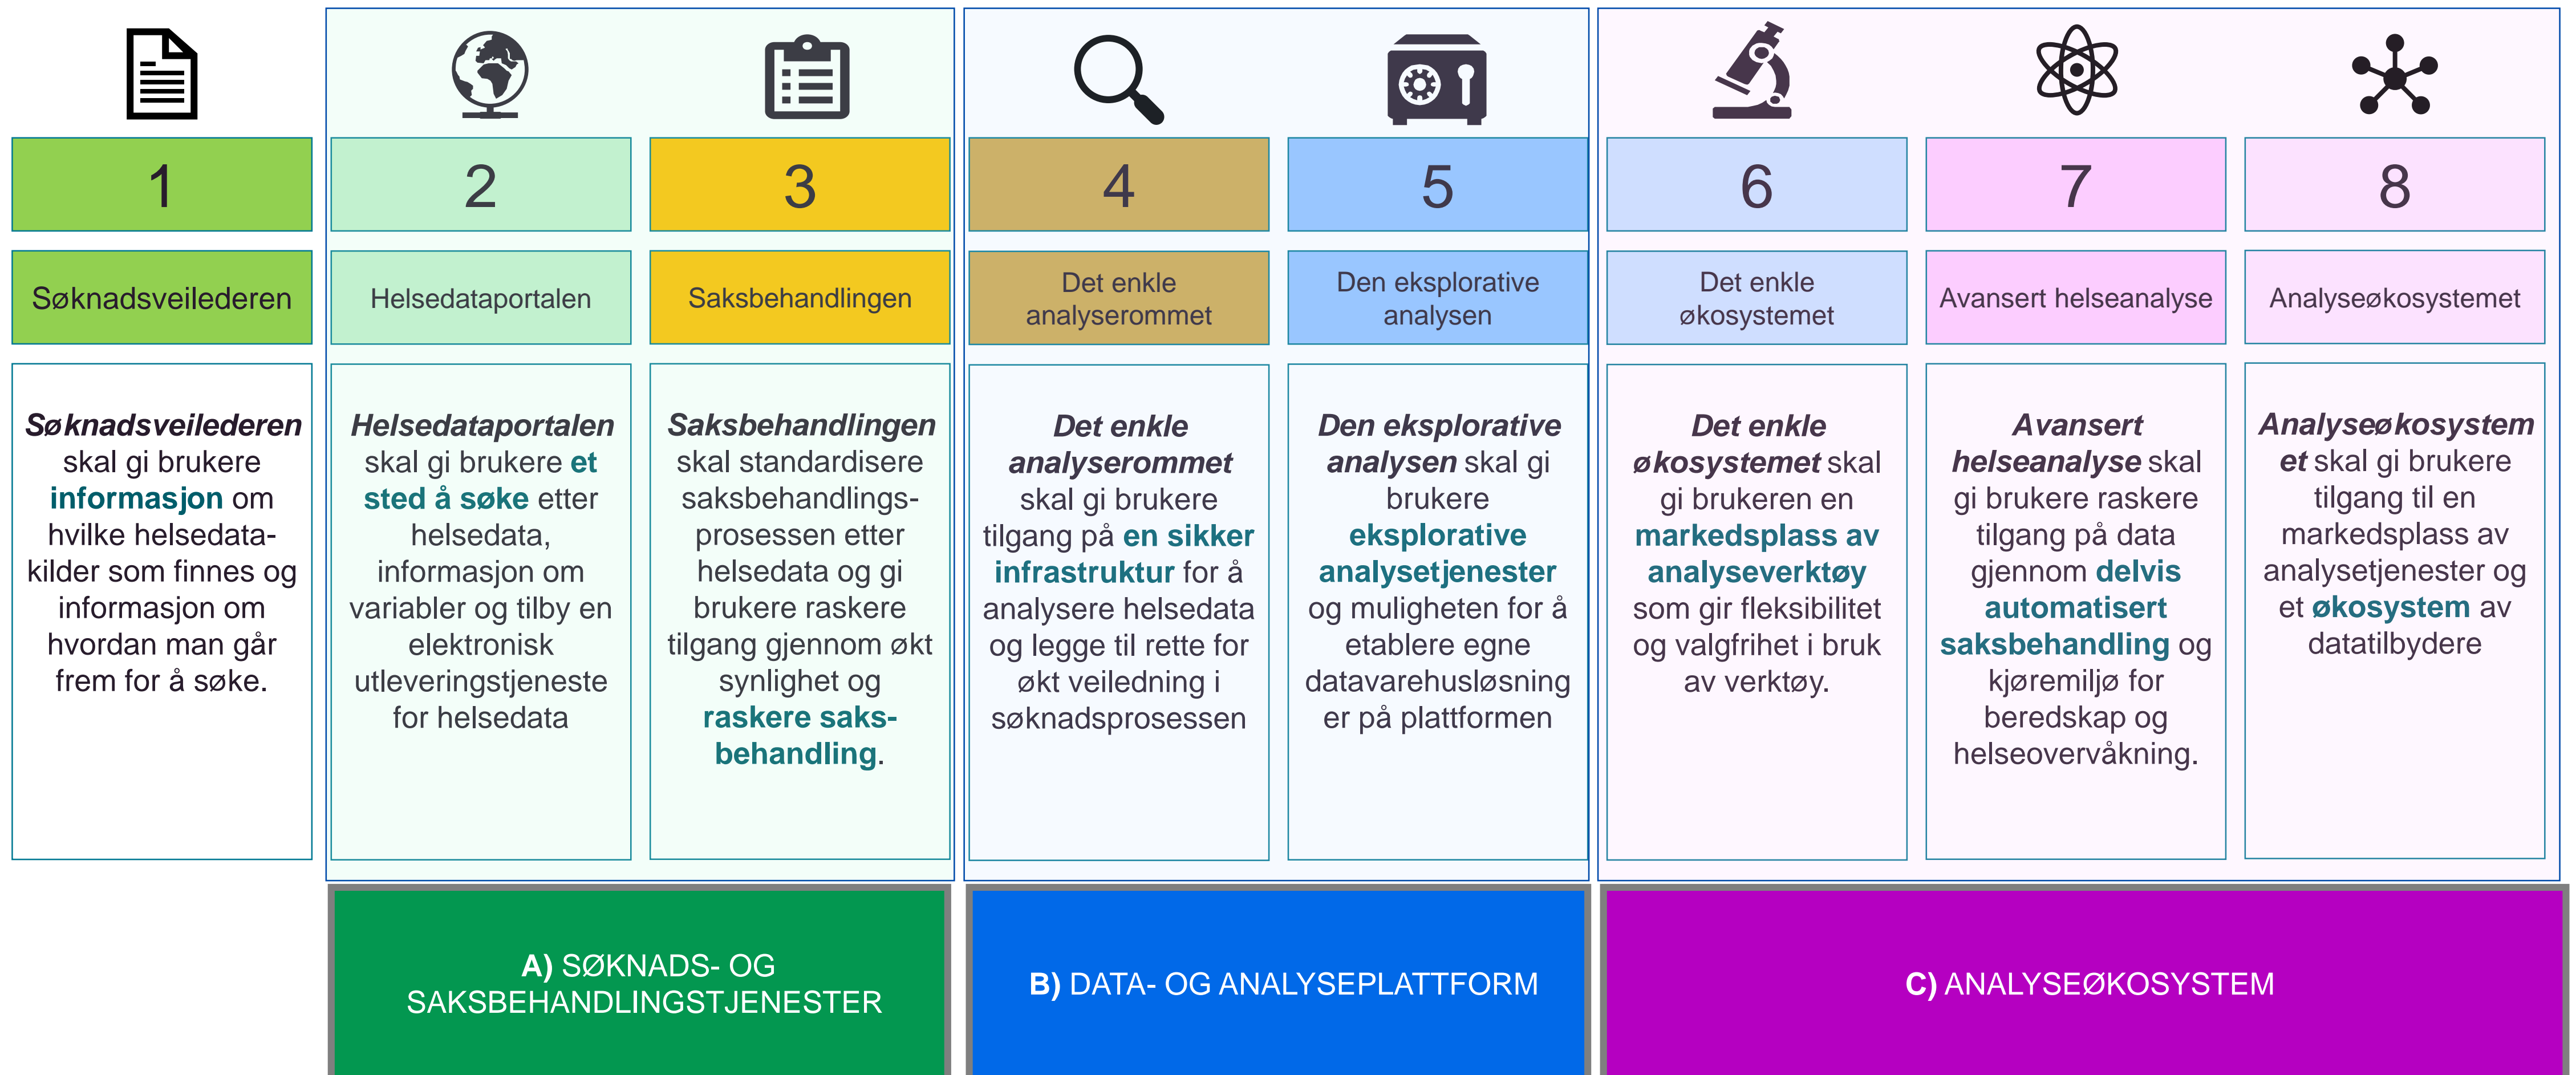 1
2
3
4
5
6
7
8
Søknadsveilederen
Helsedataportalen
Saksbehandlingen
Det enkle
analyserommet
Den eksplorative
analysen
Det enkle
økosystemet
Avansert helseanalyse
Analyseøkosystemet
Søknadsveilederen
skal gi brukere
informasjon om
hvilke helsedata-
kilder som finnes og
informasjon om
hvordan man går
frem for å søke.
Helsedataportalen
skal gi brukere et
sted å søke etter
helsedata,
informasjon om
variabler og tilby en
elektronisk
utleveringstjeneste
for helsedata
Saksbehandlingen
skal standardisere
saksbehandlings-
prosessen etter
helsedata og gi
brukere raskere
tilgang gjennom økt
synlighet og
raskere saks-
behandling.
Det enkle
analyserommet
skal gi brukere
tilgang på en sikker
infrastruktur for å
analysere helsedata
og legge til rette for
økt veiledning i
søknadsprosessen
Den eksplorative
analysen skal gi
brukere
eksplorative
analysetjenester
og muligheten for å
etablere egne
datavarehusløsning
er på plattformen
Det enkle
økosystemet skal
gi brukeren en
markedsplass av
analyseverktøy
som gir fleksibilitet
og valgfrihet i bruk
av verktøy.
Avansert
helseanalyse skal
gi brukere raskere
tilgang på data
gjennom delvis
automatisert
saksbehandling og
kjøremiljø for
beredskap og
helseovervåkning.
Analyseøkosystem
et skal gi brukere
tilgang til en
markedsplass av
analysetjenester og
et økosystem av
datatilbydere
A) SØKNADS- OG
SAKSBEHANDLINGSTJENESTER
B) DATA- OG ANALYSEPLATTFORM
C) ANALYSEØKOSYSTEM